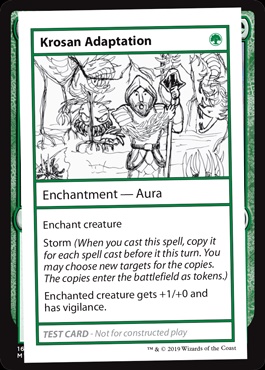 Krosan Adaptation
Enchantment — Aura
Enchant creature
Storm (When you cast this spell, copy it
for each spell cast before it this turn. You
may choose new targets for the copies.
The copies enter the battlefield as tokens.)
Enchanted creature gets +1/+0 and
has vigilance.
TEST CARD - Not for constructed play
™ & © 2019 Wizards of the Coast
16
M